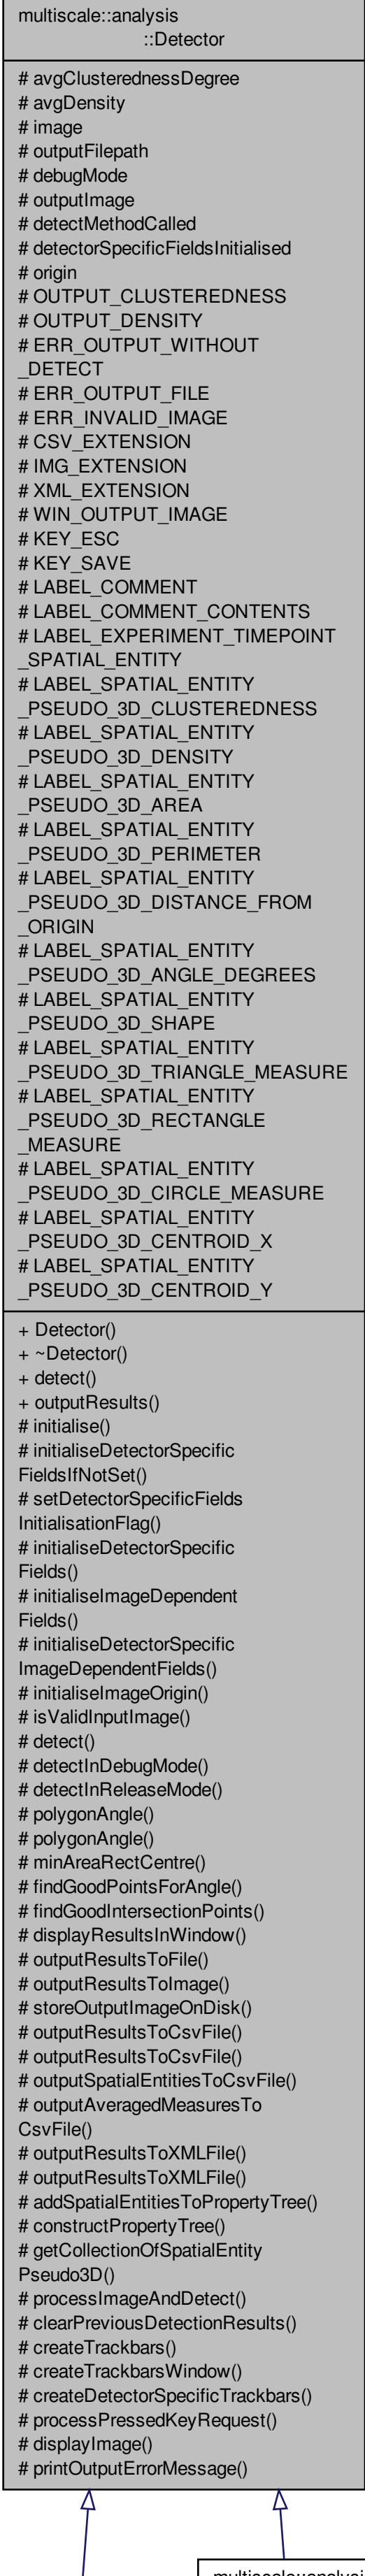 multiscale::analysis
::Detector
# avgClusterednessDegree
# avgDensity
# image
# outputFilepath
# debugMode
# outputImage
# detectMethodCalled
# detectorSpecificFieldsInitialised
# origin
# OUTPUT_CLUSTEREDNESS
# OUTPUT_DENSITY
# ERR_OUTPUT_WITHOUT
_DETECT
# ERR_OUTPUT_FILE
# ERR_INVALID_IMAGE
# CSV_EXTENSION
# IMG_EXTENSION
# XML_EXTENSION
# WIN_OUTPUT_IMAGE
# KEY_ESC
# KEY_SAVE
# LABEL_COMMENT
# LABEL_COMMENT_CONTENTS
# LABEL_EXPERIMENT_TIMEPOINT
_SPATIAL_ENTITY
# LABEL_SPATIAL_ENTITY
_PSEUDO_3D_CLUSTEREDNESS
# LABEL_SPATIAL_ENTITY
_PSEUDO_3D_DENSITY
# LABEL_SPATIAL_ENTITY
_PSEUDO_3D_AREA
# LABEL_SPATIAL_ENTITY
_PSEUDO_3D_PERIMETER
# LABEL_SPATIAL_ENTITY
_PSEUDO_3D_DISTANCE_FROM
_ORIGIN
# LABEL_SPATIAL_ENTITY
_PSEUDO_3D_ANGLE_DEGREES
# LABEL_SPATIAL_ENTITY
_PSEUDO_3D_SHAPE
# LABEL_SPATIAL_ENTITY
_PSEUDO_3D_TRIANGLE_MEASURE
# LABEL_SPATIAL_ENTITY
_PSEUDO_3D_RECTANGLE
_MEASURE
# LABEL_SPATIAL_ENTITY
_PSEUDO_3D_CIRCLE_MEASURE
# LABEL_SPATIAL_ENTITY
_PSEUDO_3D_CENTROID_X
# LABEL_SPATIAL_ENTITY
_PSEUDO_3D_CENTROID_Y
+ Detector()
+ ~Detector()
+ detect()
+ outputResults()
# initialise()
# initialiseDetectorSpecific
FieldsIfNotSet()
# setDetectorSpecificFields
InitialisationFlag()
# initialiseDetectorSpecific
Fields()
# initialiseImageDependent
Fields()
# initialiseDetectorSpecific
ImageDependentFields()
# initialiseImageOrigin()
# isValidInputImage()
# detect()
# detectInDebugMode()
# detectInReleaseMode()
# polygonAngle()
# polygonAngle()
# minAreaRectCentre()
# findGoodPointsForAngle()
# findGoodIntersectionPoints()
# displayResultsInWindow()
# outputResultsToFile()
# outputResultsToImage()
# storeOutputImageOnDisk()
# outputResultsToCsvFile()
# outputResultsToCsvFile()
# outputSpatialEntitiesToCsvFile()
# outputAveragedMeasuresTo
CsvFile()
# outputResultsToXMLFile()
# outputResultsToXMLFile()
# addSpatialEntitiesToPropertyTree()
# constructPropertyTree()
# getCollectionOfSpatialEntity
Pseudo3D()
# processImageAndDetect()
# clearPreviousDetectionResults()
# createTrackbars()
# createTrackbarsWindow()
# createDetectorSpecificTrackbars()
# processPressedKeyRequest()
# displayImage()
# printOutputErrorMessage()